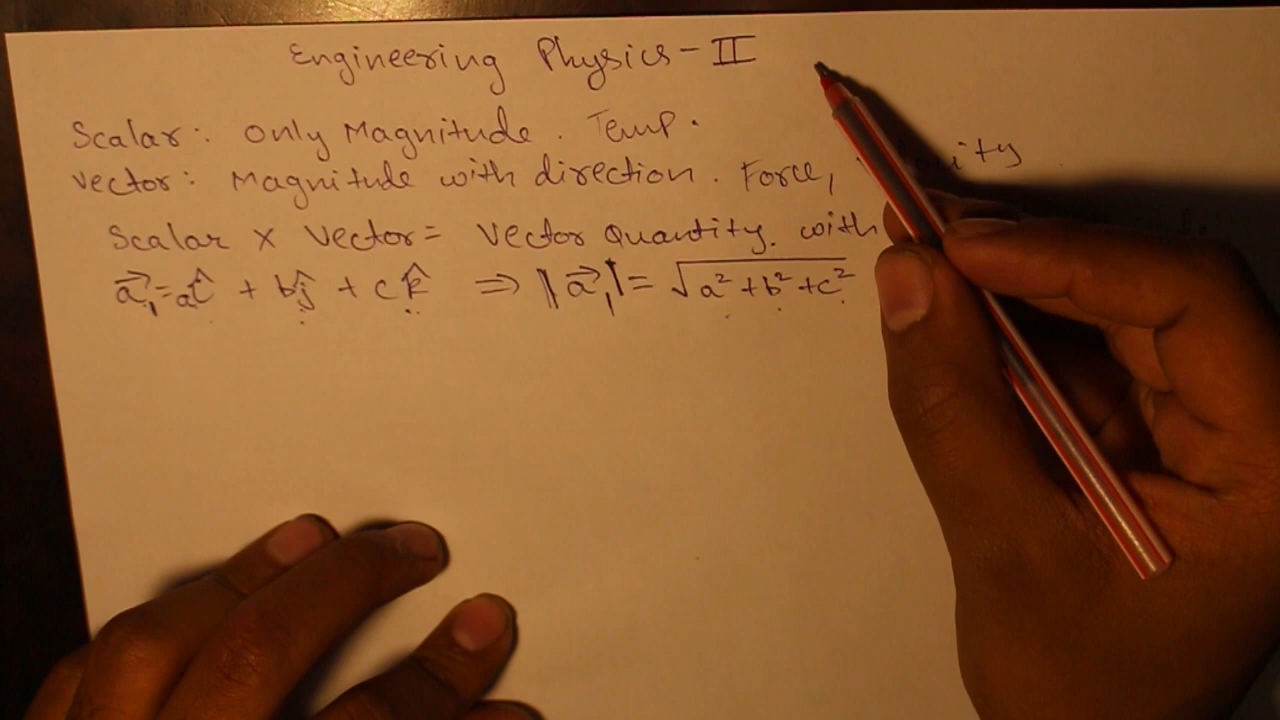 Engineering Physics - II
Scalar: Only Magnitude. Temp.
Vector: Magnitude with direction. Force,
Scalar x Vector = Vector Quantity. with
a⃗₁ = aî + bĵ + ck̂ ⇒ |a⃗₁| = √(a² + b² + c²)